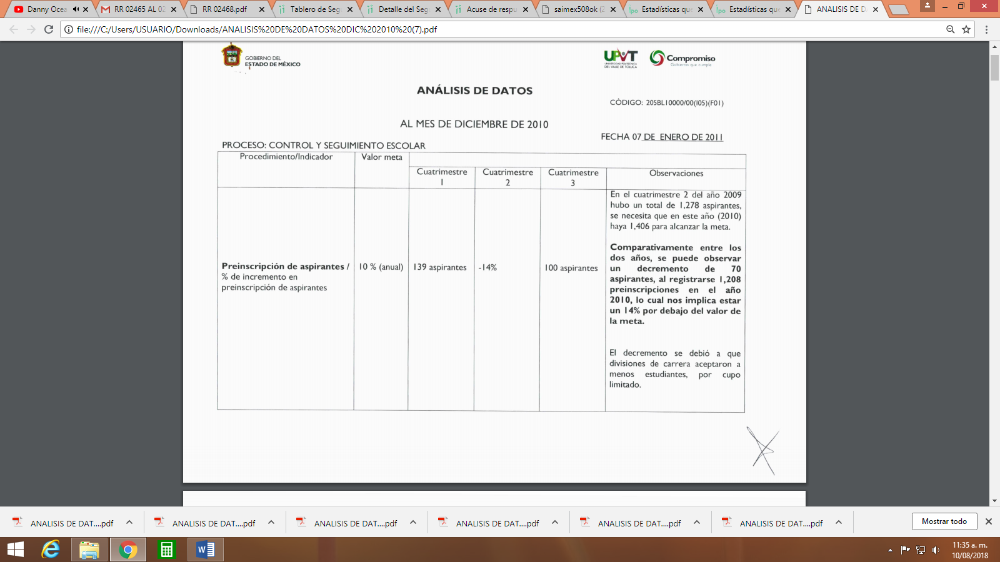 Danny Ocea
RR 02465 AL 02
RR 02468.pdf
Tablero de Seg
Detalle del Seg
Acuse de respu
saimex508ok (2
Estadísticas que
Estadísticas que
ANALISIS DE DA
file:///C:/Users/USUARIO/Downloads/ANALISIS%20DE%20DATOS%20DIC%202010%20(7).pdf
GOBIERNO DEL
ESTADO DE MÉXICO
UPVT
UNIVERSIDAD POLITÉCNICA
DEL VALLE DE TOLUCA
Compromiso
Gobierno que cumple
ANÁLISIS DE DATOS
CÒDIGO: 205BL10000/00(I05)(F01)
AL MES DE DICIEMBRE DE 2010
FECHA 07 DE ENERO DE 2011
PROCESO: CONTROL Y SEGUIMIENTO ESCOLAR
Procedimiento/Indicador
Valor meta
Cuatrimestre
1
Cuatrimestre
2
Cuatrimestre
3
Observaciones
Preinscripción de aspirantes /
% de incremento en
preinscripción de aspirantes
10 % (anual)
139 aspirantes
-14%
100 aspirantes
En el cuatrimestre 2 del año 2009
hubo un total de 1,278 aspirantes,
se necesita que en este año (2010)
haya 1,406 para alcanzar la meta.
Comparativamente entre los
dos años, se puede observar
un decremento de 70
aspirantes, al registrarse 1,208
preinscripciones en el año
2010, lo cual nos implica estar
un 14% por debajo del valor de
la meta.
El decremento se debió a que
divisiones de carrera aceptaron a
menos estudiantes, por cupo
limitado.
ANALISIS DE DAT....pdf
ANALISIS DE DAT....pdf
ANALISIS DE DAT....pdf
ANALISIS DE DAT....pdf
ANALISIS DE DAT....pdf
ANALISIS DE DAT....pdf
Mostrar todo
11:35 a. m.
10/08/2018